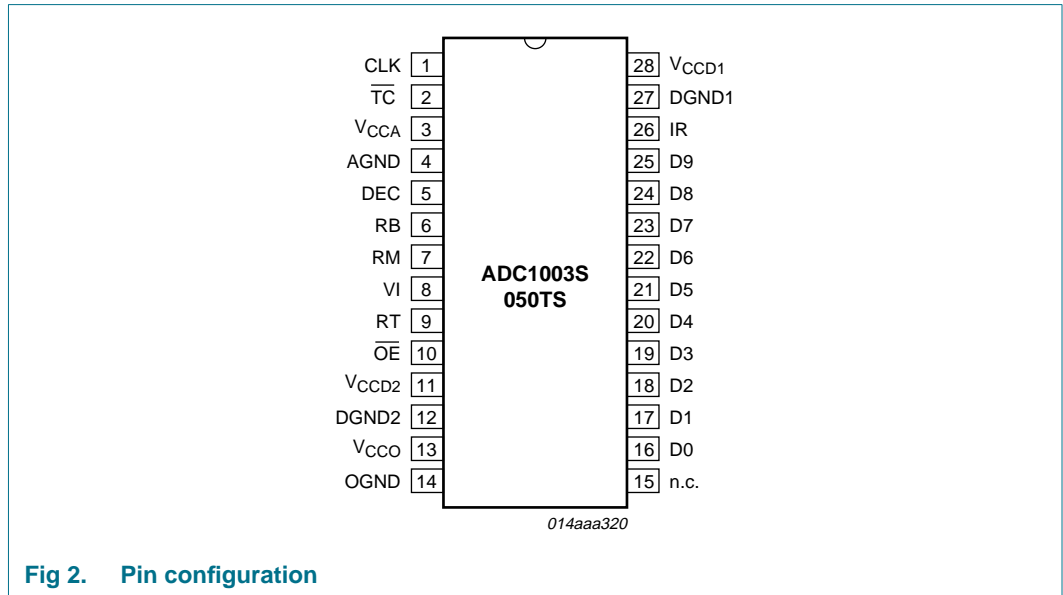 CLK 1 28 VCCD1
TC 2 27 DGND1
VCCA 3 26 IR
AGND 4 25 D9
DEC 5 24 D8
RB 6 23 D7
RM 7 22 D6
VI 8 21 D5
RT 9 20 D4
OE 10 19 D3
VCCD2 11 18 D2
DGND2 12 17 D1
VCCO 13 16 D0
OGND 14 15 n.c.
ADC1003S
050TS
014aaa320
Fig 2. Pin configuration